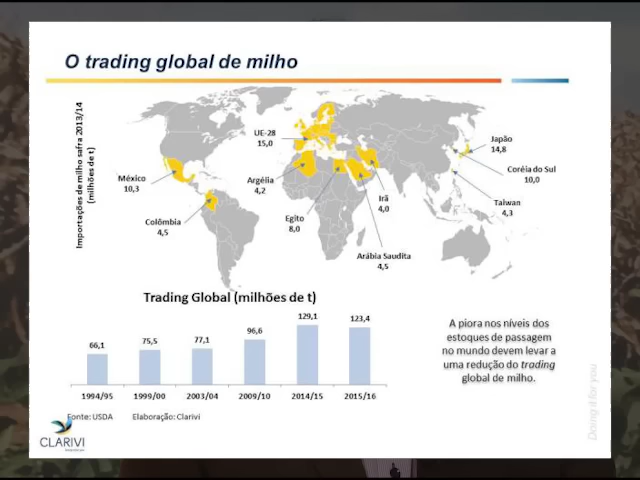 O trading global de milho
Importações de milho safra 2013/14
(milhões de t)
UE-28
15,0
Japão
14,8
México
10,3
Argélia
4,2
Coréia do Sul
10,0
Irã
4,0
Colômbia
4,5
Egito
8,0
Taiwan
4,3
Arábia Saudita
4,5
Trading Global (milhões de t)
66,1
75,5
77,1
96,6
129,1
123,4
1994/95
1999/00
2003/04
2009/10
2014/15
2015/16
A piora nos níveis dos
estoques de passagem
no mundo devem levar a
uma redução do trading
global de milho.
Fonte: USDA Elaboração: Clarivi
CLARIVI
Doing it for you